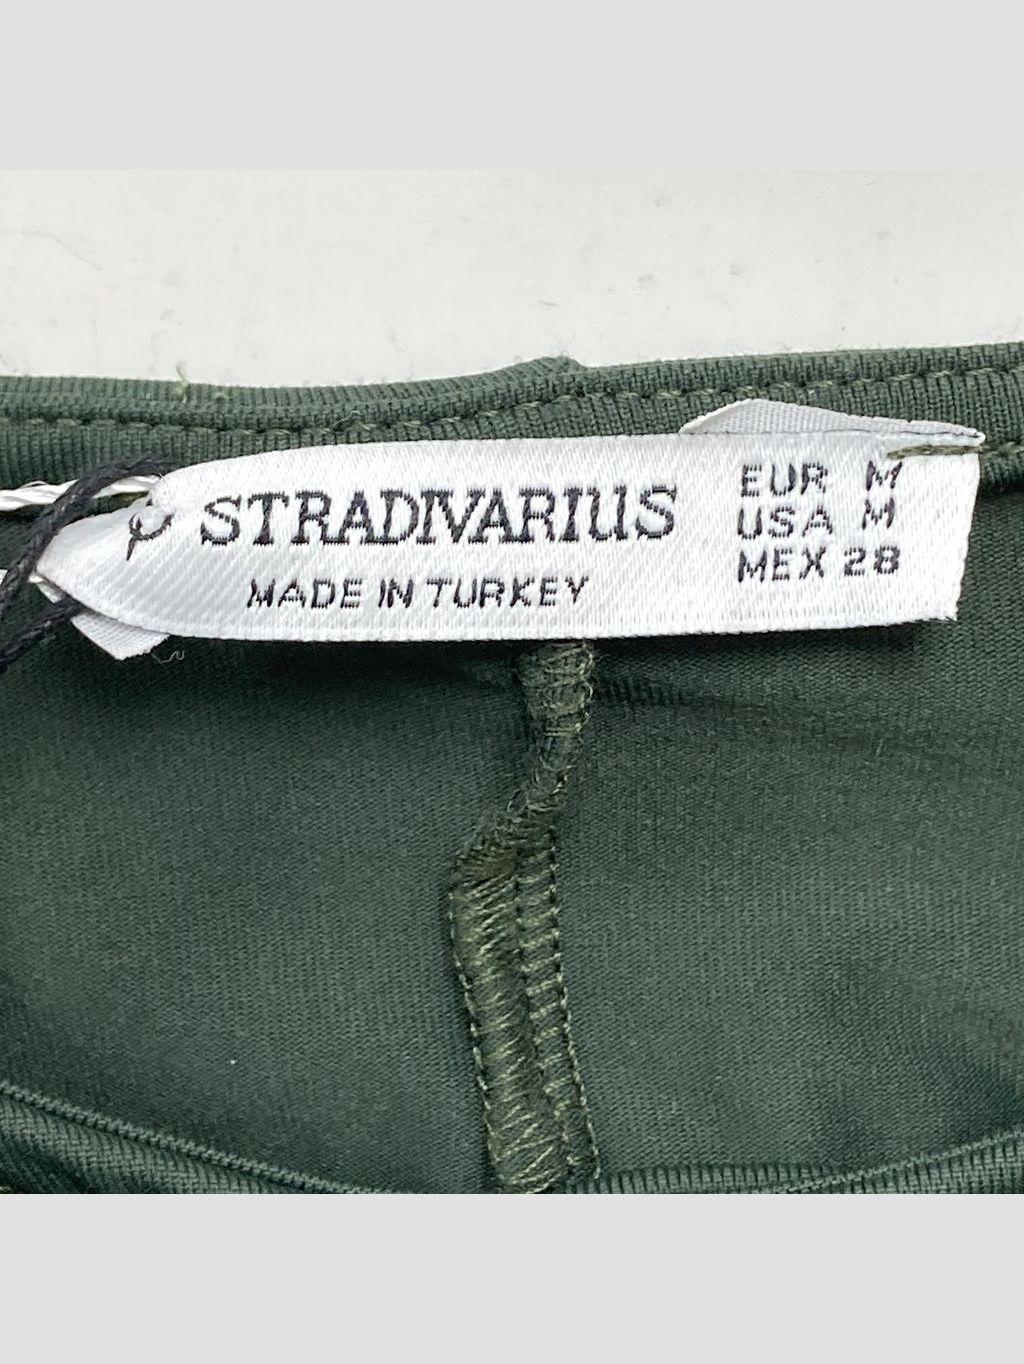 STRADIVARIUS
MADE IN TURKEY
EUR M
USA M
MEX 28